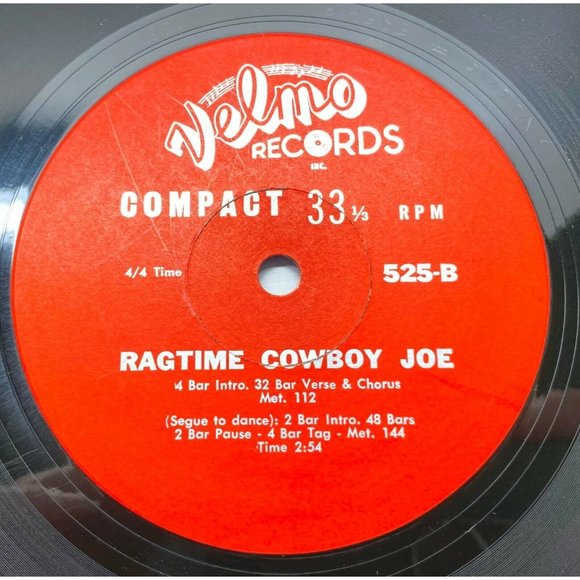 Velmo
RECORDS
INC.
COMPACT 33 1/3 RPM
4/4 Time 525-B
RAGTIME COWBOY JOE
4 Bar Intro. 32 Bar Verse & Chorus
Met. 112
(Segue to dance): 2 Bar Intro. 48 Bars
2 Bar Pause - 4 Bar Tag - Met. 144
Time 2:54